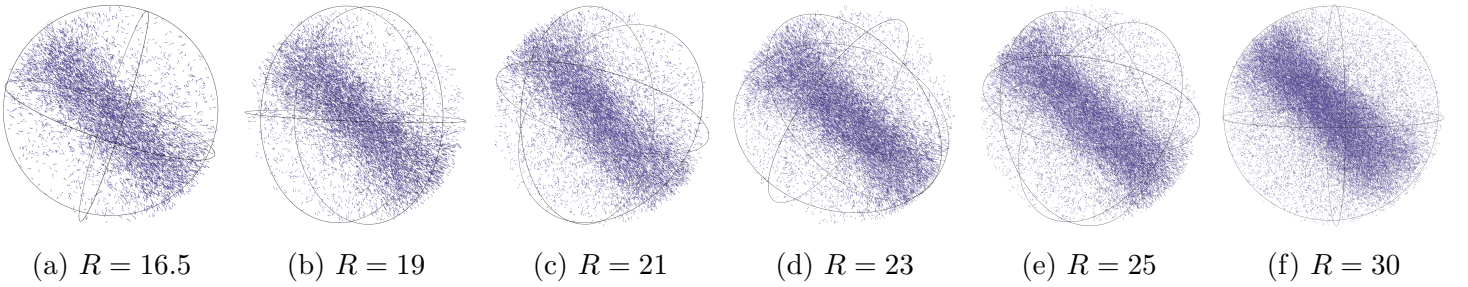 (a) R = 16.5 (b) R = 19 (c) R = 21 (d) R = 23 (e) R = 25 (f) R = 30